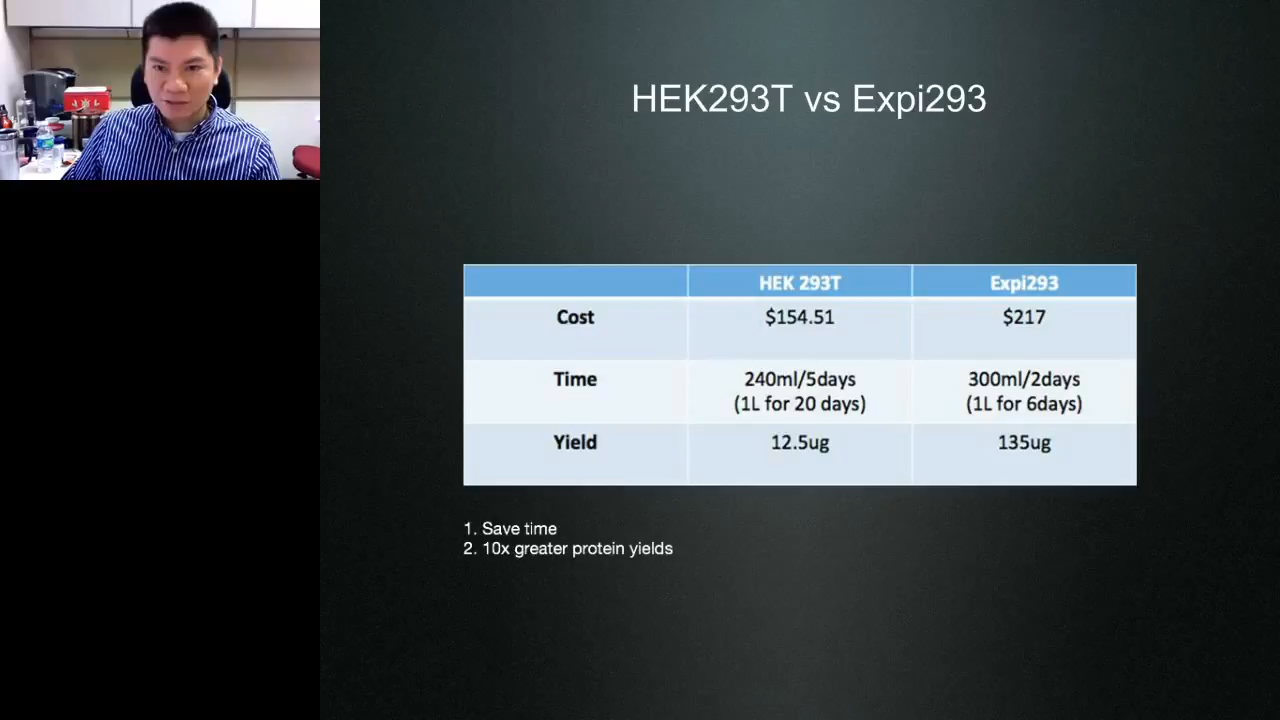 HEK293T vs Expi293
HEK 293T Expi293
Cost $154.51 $217
Time 240ml/5days 300ml/2days
(1L for 20 days) (1L for 6days)
Yield 12.5ug 135ug
1. Save time
2. 10x greater protein yields